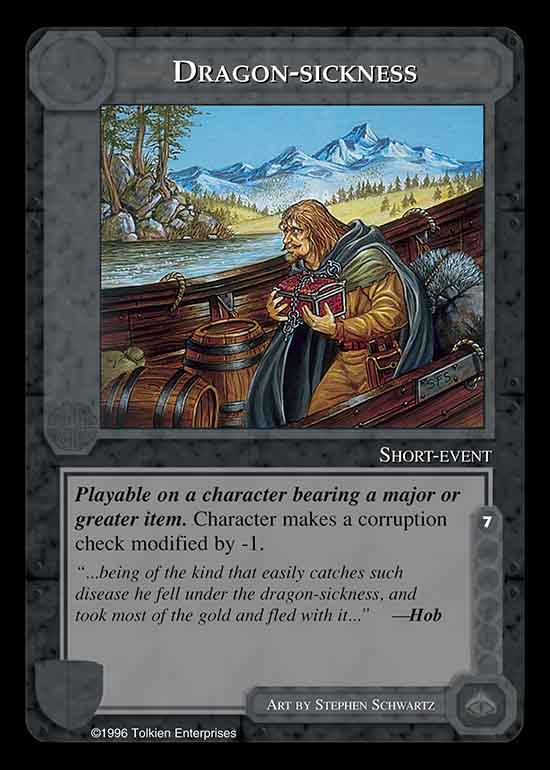 DRAGON-SICKNESS
SFS
SHORT-EVENT
Playable on a character bearing a major or
greater item. Character makes a corruption
check modified by -1.
7
“...being of the kind that easily catches such
disease he fell under the dragon-sickness, and
took most of the gold and fled with it...” —Hob
ART BY STEPHEN SCHWARTZ
©1996 Tolkien Enterprises